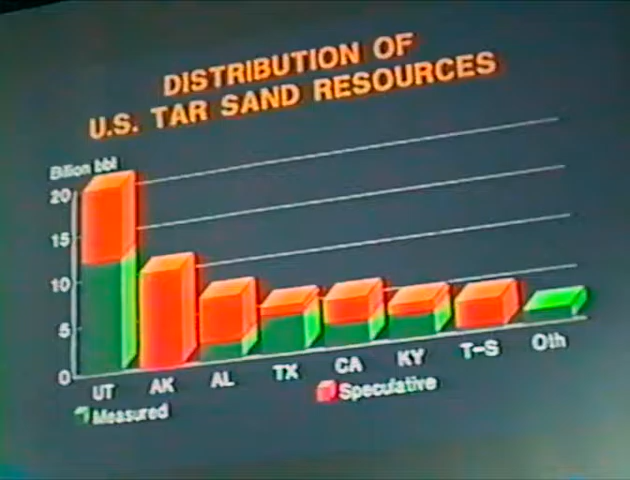 DISTRIBUTION OF
U.S. TAR SAND RESOURCES
Billion bbl
20
15
10
5
0
UT AK AL TX CA KY T-S Oth
Measured Speculative